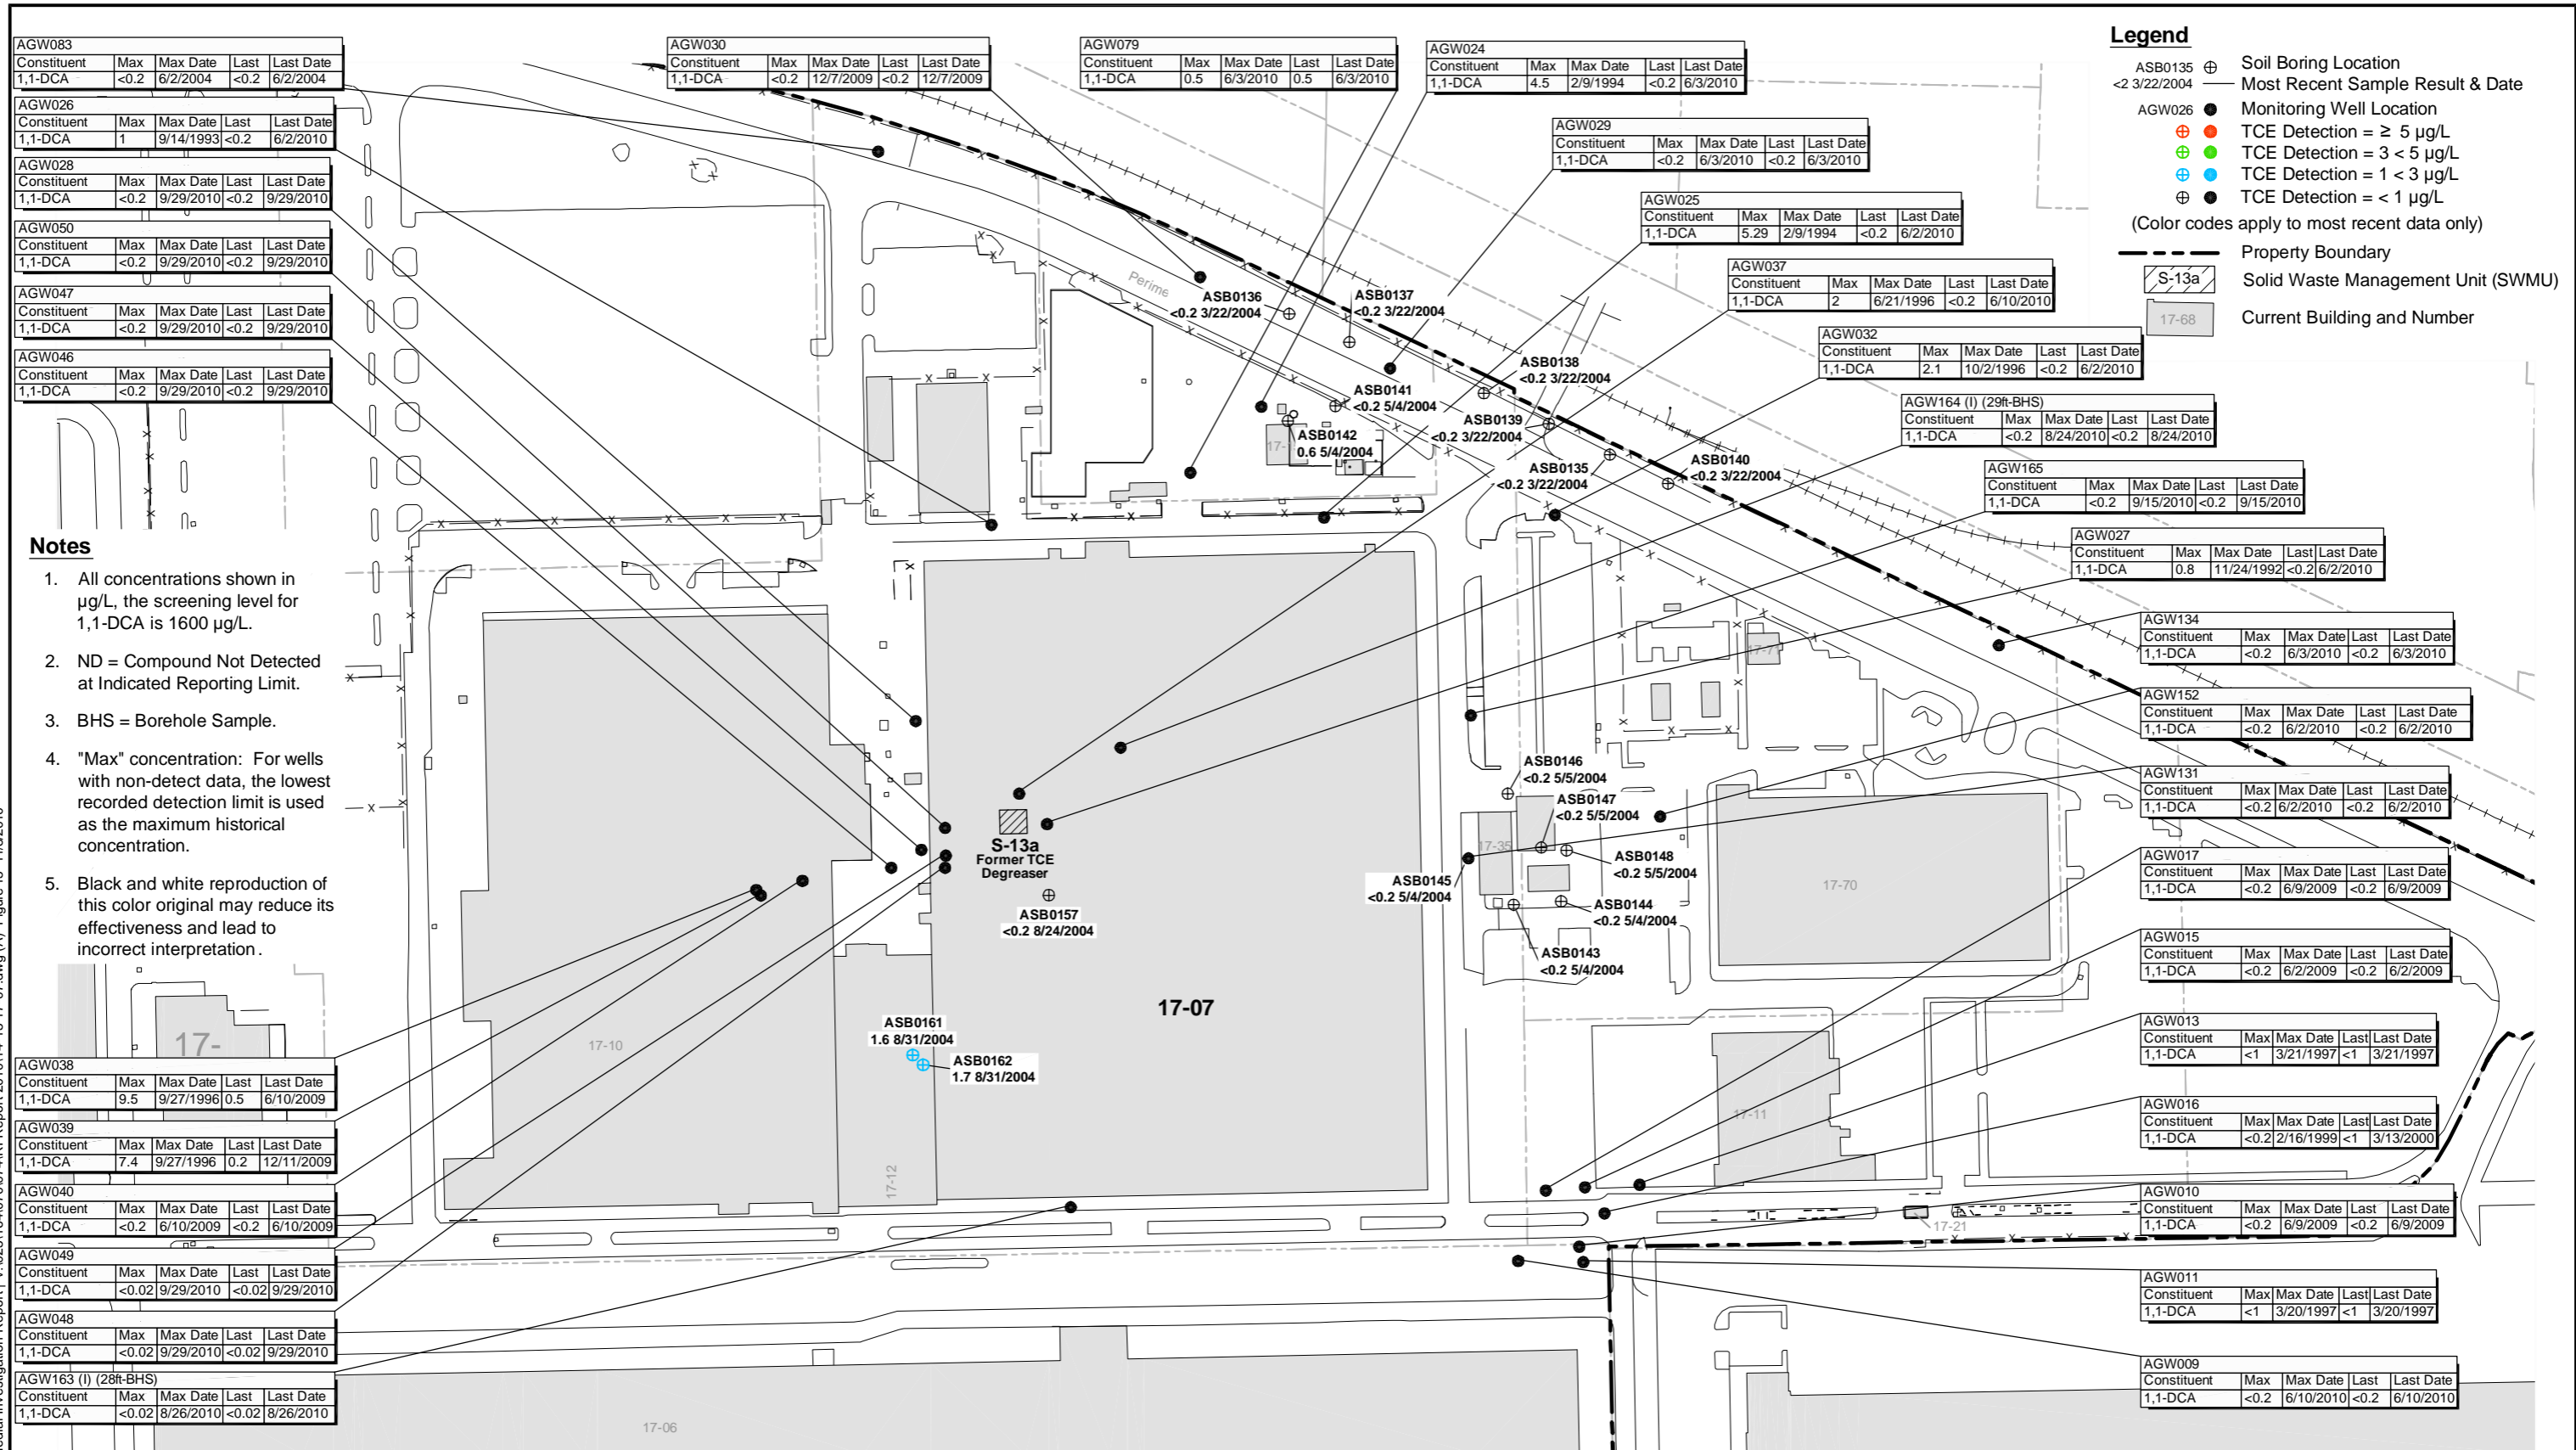 AGW083
Constituent Max Max Date Last Last Date
1,1-DCA <0.2 6/2/2004 <0.2 6/2/2004
AGW026
Constituent Max Max Date Last Last Date
1,1-DCA 1 9/14/1993 <0.2 6/2/2010
AGW028
Constituent Max Max Date Last Last Date
1,1-DCA <0.2 9/29/2010 <0.2 9/29/2010
AGW050
Constituent Max Max Date Last Last Date
1,1-DCA <0.2 9/29/2010 <0.2 9/29/2010
AGW047
Constituent Max Max Date Last Last Date
1,1-DCA <0.2 9/29/2010 <0.2 9/29/2010
AGW046
Constituent Max Max Date Last Last Date
1,1-DCA <0.2 9/29/2010 <0.2 9/29/2010
AGW030
Constituent Max Max Date Last Last Date
1,1-DCA <0.2 12/7/2009 <0.2 12/7/2009
AGW079
Constituent Max Max Date Last Last Date
1,1-DCA 0.5 6/3/2010 0.5 6/3/2010
AGW024
Constituent Max Max Date Last Last Date
1,1-DCA 4.5 2/9/1994 <0.2 6/3/2010
AGW029
Constituent Max Max Date Last Last Date
1,1-DCA <0.2 6/3/2010 <0.2 6/3/2010
AGW025
Constituent Max Max Date Last Last Date
1,1-DCA 5.29 2/9/1994 <0.2 6/2/2010
AGW037
Constituent Max Max Date Last Last Date
1,1-DCA 2 6/21/1996 <0.2 6/10/2010
AGW032
Constituent Max Max Date Last Last Date
1,1-DCA 2.1 10/2/1996 <0.2 6/2/2010
AGW164 (I) (29ft-BHS)
Constituent Max Max Date Last Last Date
1,1-DCA <0.2 8/24/2010 <0.2 8/24/2010
AGW165
Constituent Max Max Date Last Last Date
1,1-DCA <0.2 9/15/2010 <0.2 9/15/2010
AGW027
Constituent Max Max Date Last Last Date
1,1-DCA 0.8 11/24/1992 <0.2 6/2/2010
AGW134
Constituent Max Max Date Last Last Date
1,1-DCA <0.2 6/3/2010 <0.2 6/3/2010
AGW152
Constituent Max Max Date Last Last Date
1,1-DCA <0.2 6/2/2010 <0.2 6/2/2010
AGW131
Constituent Max Max Date Last Last Date
1,1-DCA <0.2 6/2/2010 <0.2 6/2/2010
AGW017
Constituent Max Max Date Last Last Date
1,1-DCA <0.2 6/9/2009 <0.2 6/9/2009
AGW015
Constituent Max Max Date Last Last Date
1,1-DCA <0.2 6/2/2009 <0.2 6/2/2009
AGW013
Constituent Max Max Date Last Last Date
1,1-DCA <1 3/21/1997 <1 3/21/1997
AGW016
Constituent Max Max Date Last Last Date
1,1-DCA <0.2 2/16/1999 <1 3/13/2000
AGW010
Constituent Max Max Date Last Last Date
1,1-DCA <0.2 6/9/2009 <0.2 6/9/2009
AGW011
Constituent Max Max Date Last Last Date
1,1-DCA <1 3/20/1997 <1 3/20/1997
AGW009
Constituent Max Max Date Last Last Date
1,1-DCA <0.2 6/10/2010 <0.2 6/10/2010
Legend
ASB0135 Soil Boring Location
<2 3/22/2004 Most Recent Sample Result & Date
AGW026 Monitoring Well Location
TCE Detection = ≥ 5 µg/L
TCE Detection = 3 < 5 µg/L
TCE Detection = 1 < 3 µg/L
TCE Detection = < 1 µg/L
(Color codes apply to most recent data only)
Property Boundary
S-13a Solid Waste Management Unit (SWMU)
17-68 Current Building and Number
Notes
1. All concentrations shown in
µg/L, the screening level for
1,1-DCA is 1600 µg/L.
2. ND = Compound Not Detected
at Indicated Reporting Limit.
3. BHS = Borehole Sample.
4. "Max" concentration: For wells
with non-detect data, the lowest
recorded detection limit is used
as the maximum historical
concentration.
5. Black and white reproduction of
this color original may reduce its
effectiveness and lead to
incorrect interpretation.
AGW038
Constituent Max Max Date Last Last Date
1,1-DCA 9.5 9/27/1996 0.5 6/10/2009
AGW039
Constituent Max Max Date Last Last Date
1,1-DCA 7.4 9/27/1996 0.2 12/11/2009
AGW040
Constituent Max Max Date Last Last Date
1,1-DCA <0.2 6/10/2009 <0.2 6/10/2009
AGW049
Constituent Max Max Date Last Last Date
1,1-DCA <0.02 9/29/2010 <0.02 9/29/2010
AGW048
Constituent Max Max Date Last Last Date
1,1-DCA <0.02 9/29/2010 <0.02 9/29/2010
AGW163 (I) (28ft-BHS)
Constituent Max Max Date Last Last Date
1,1-DCA <0.02 8/26/2010 <0.02 8/26/2010
Perime
ASB0136
<0.2 3/22/2004
ASB0137
<0.2 3/22/2004
ASB0138
<0.2 3/22/2004
ASB0141
<0.2 5/4/2004
ASB0139
<0.2 3/22/2004
17-
ASB0142
0.6 5/4/2004
ASB0135
<0.2 3/22/2004
ASB0140
<0.2 3/22/2004
17-71
ASB0146
<0.2 5/5/2004
ASB0147
<0.2 5/5/2004
17-35
ASB0148
<0.2 5/5/2004
ASB0145
<0.2 5/4/2004
ASB0144
<0.2 5/4/2004
ASB0143
<0.2 5/4/2004
17-70
S-13a
Former TCE
Degreaser
ASB0157
<0.2 8/24/2004
17-07
ASB0161
1.6 8/31/2004
ASB0162
1.7 8/31/2004
17-
17-10
17-12
17-11
17-21
17-06